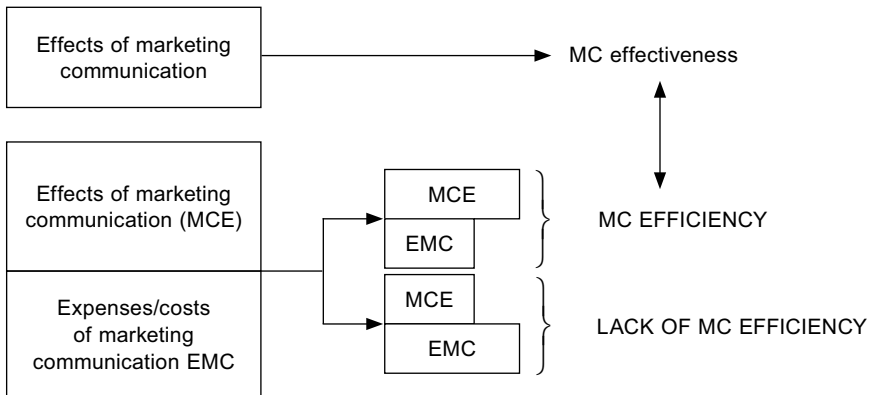 Effects of marketing
communication
MC effectiveness
Effects of marketing
communication (MCE)
MCE
EMC
MC EFFICIENCY
Expenses/costs
of marketing
communication EMC
MCE
EMC
LACK OF MC EFFICIENCY